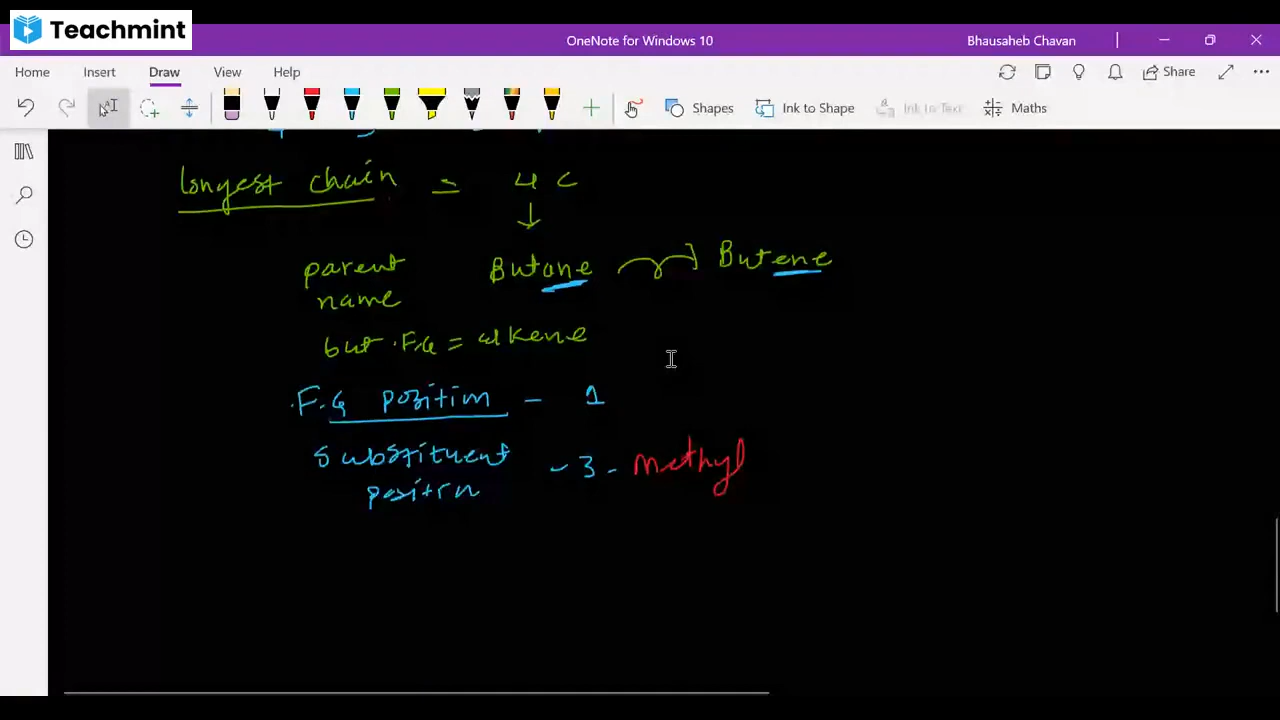 Teachmint
OneNote for Windows 10
Bhausaheb Chavan
Home Insert Draw View Help
Share
Shapes Ink to Shape Ink to Text Maths
longest chain = 4 C
parent name Butane Butene
but .F.G = alkene
.F.G position - 1
substituent position - 3 - methyl